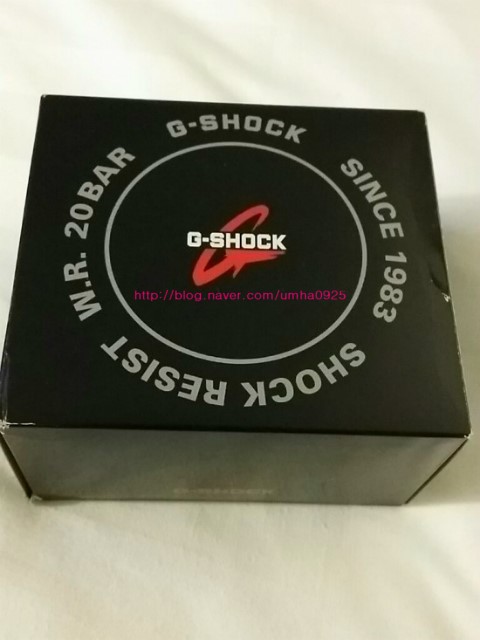 G-SHOCK
SINCE 1983
SHOCK RESIST
W.R. 20BAR
G-SHOCK
http://blog.naver.com/umha0925
G-SHOCK